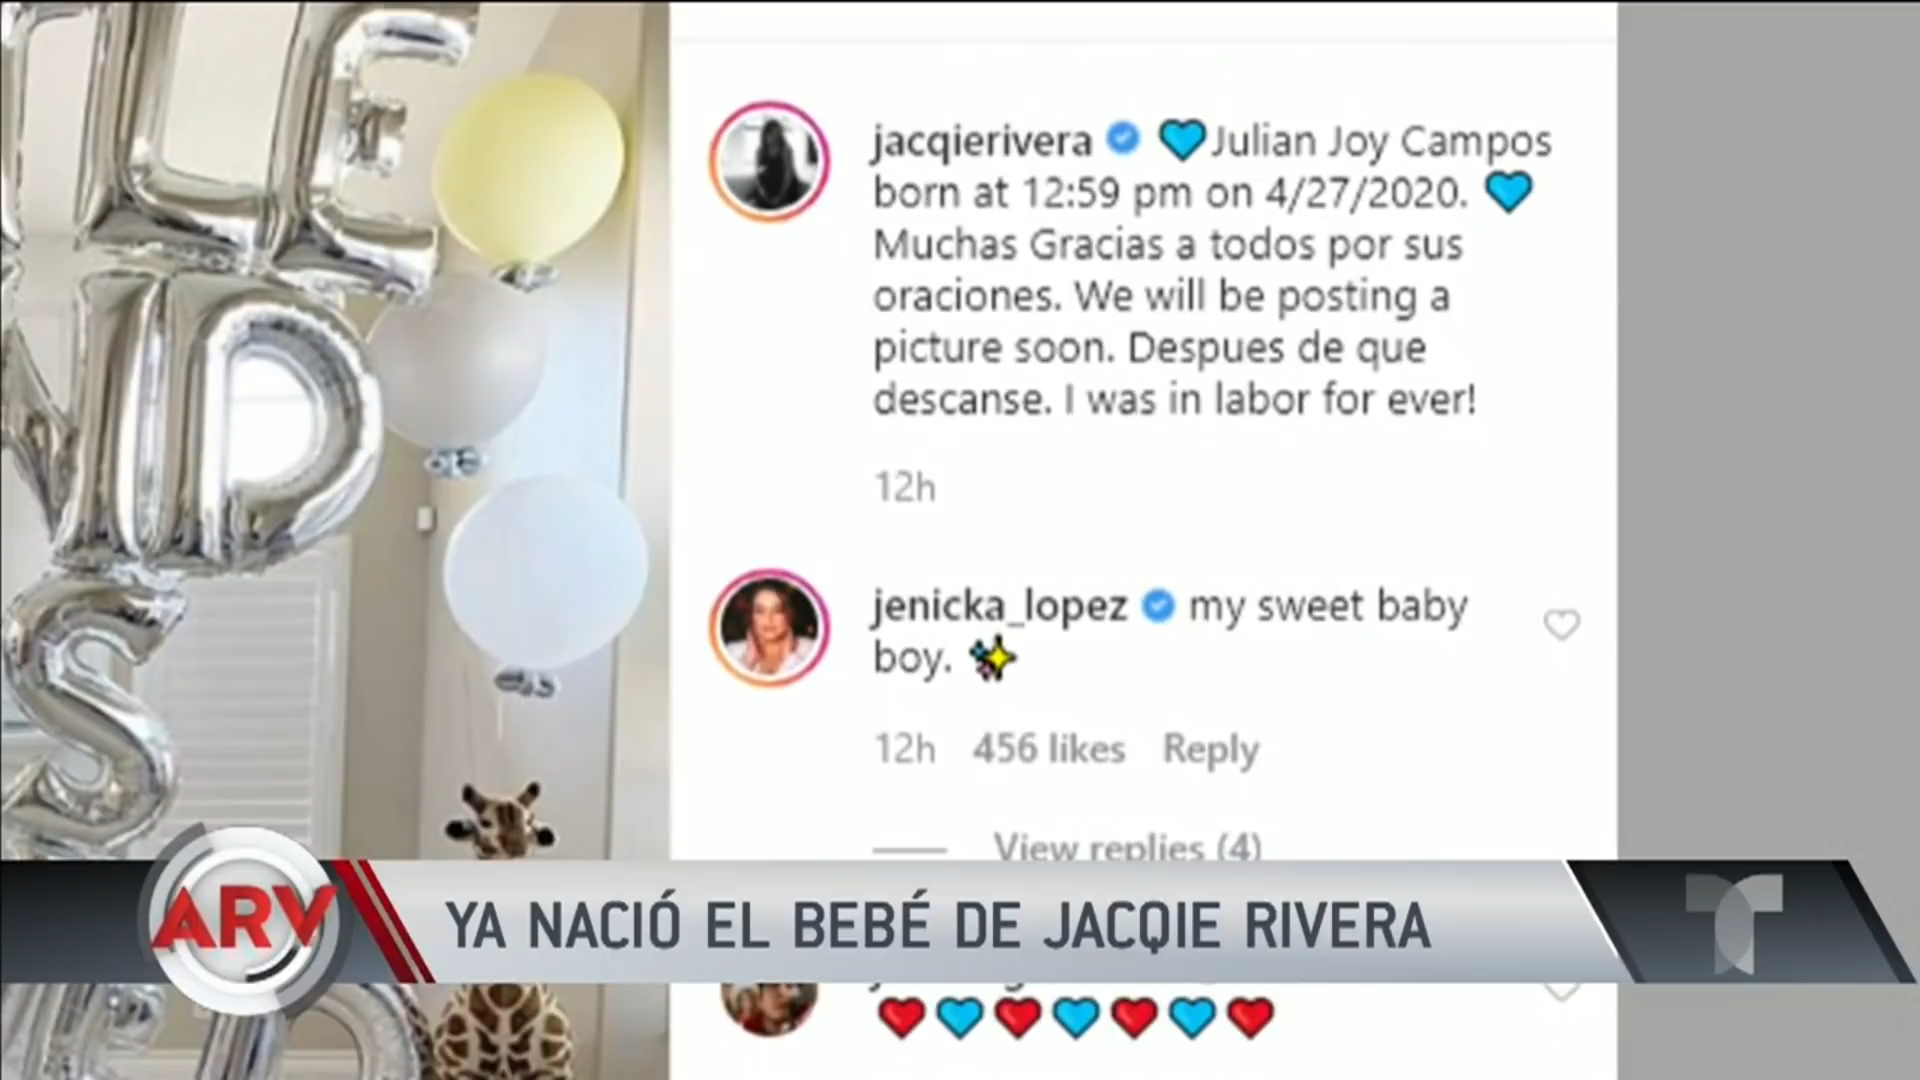 LE
ND
S
jacqierivera 💙Julian Joy Campos
born at 12:59 pm on 4/27/2020. 💙
Muchas Gracias a todos por sus
oraciones. We will be posting a
picture soon. Despues de que
descanse. I was in labor for ever!
12h
jenicka_lopez my sweet baby
boy. ✨
12h 456 likes Reply
View replies (4)
ARV YA NACIÓ EL BEBÉ DE JACQIE RIVERA T
❤️💙❤️💙❤️💙❤️